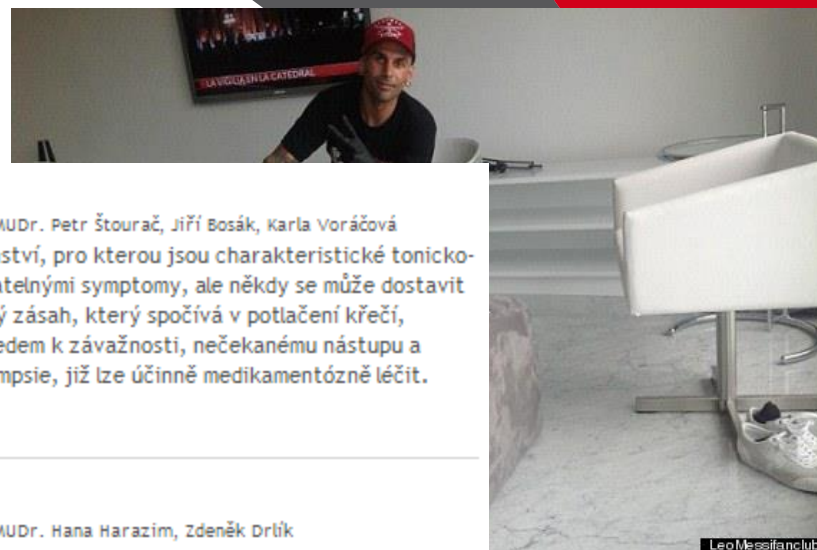 LA VIGILIA EN LA CATEDRAL
MUDr. Petr Štourač, Jiří Bosák, Karla Voráčová
ství, pro kterou jsou charakteristické tonicko-
atelnými symptomy, ale někdy se může dostavit
ý zásah, který spočívá v potlačení křečí,
edem k závažnosti, nečekanému nástupu a
mpsie, již lze účinně medikamentózně léčit.
MUDr. Hana Harazim, Zdeněk Drlík
LeoMessifanclub